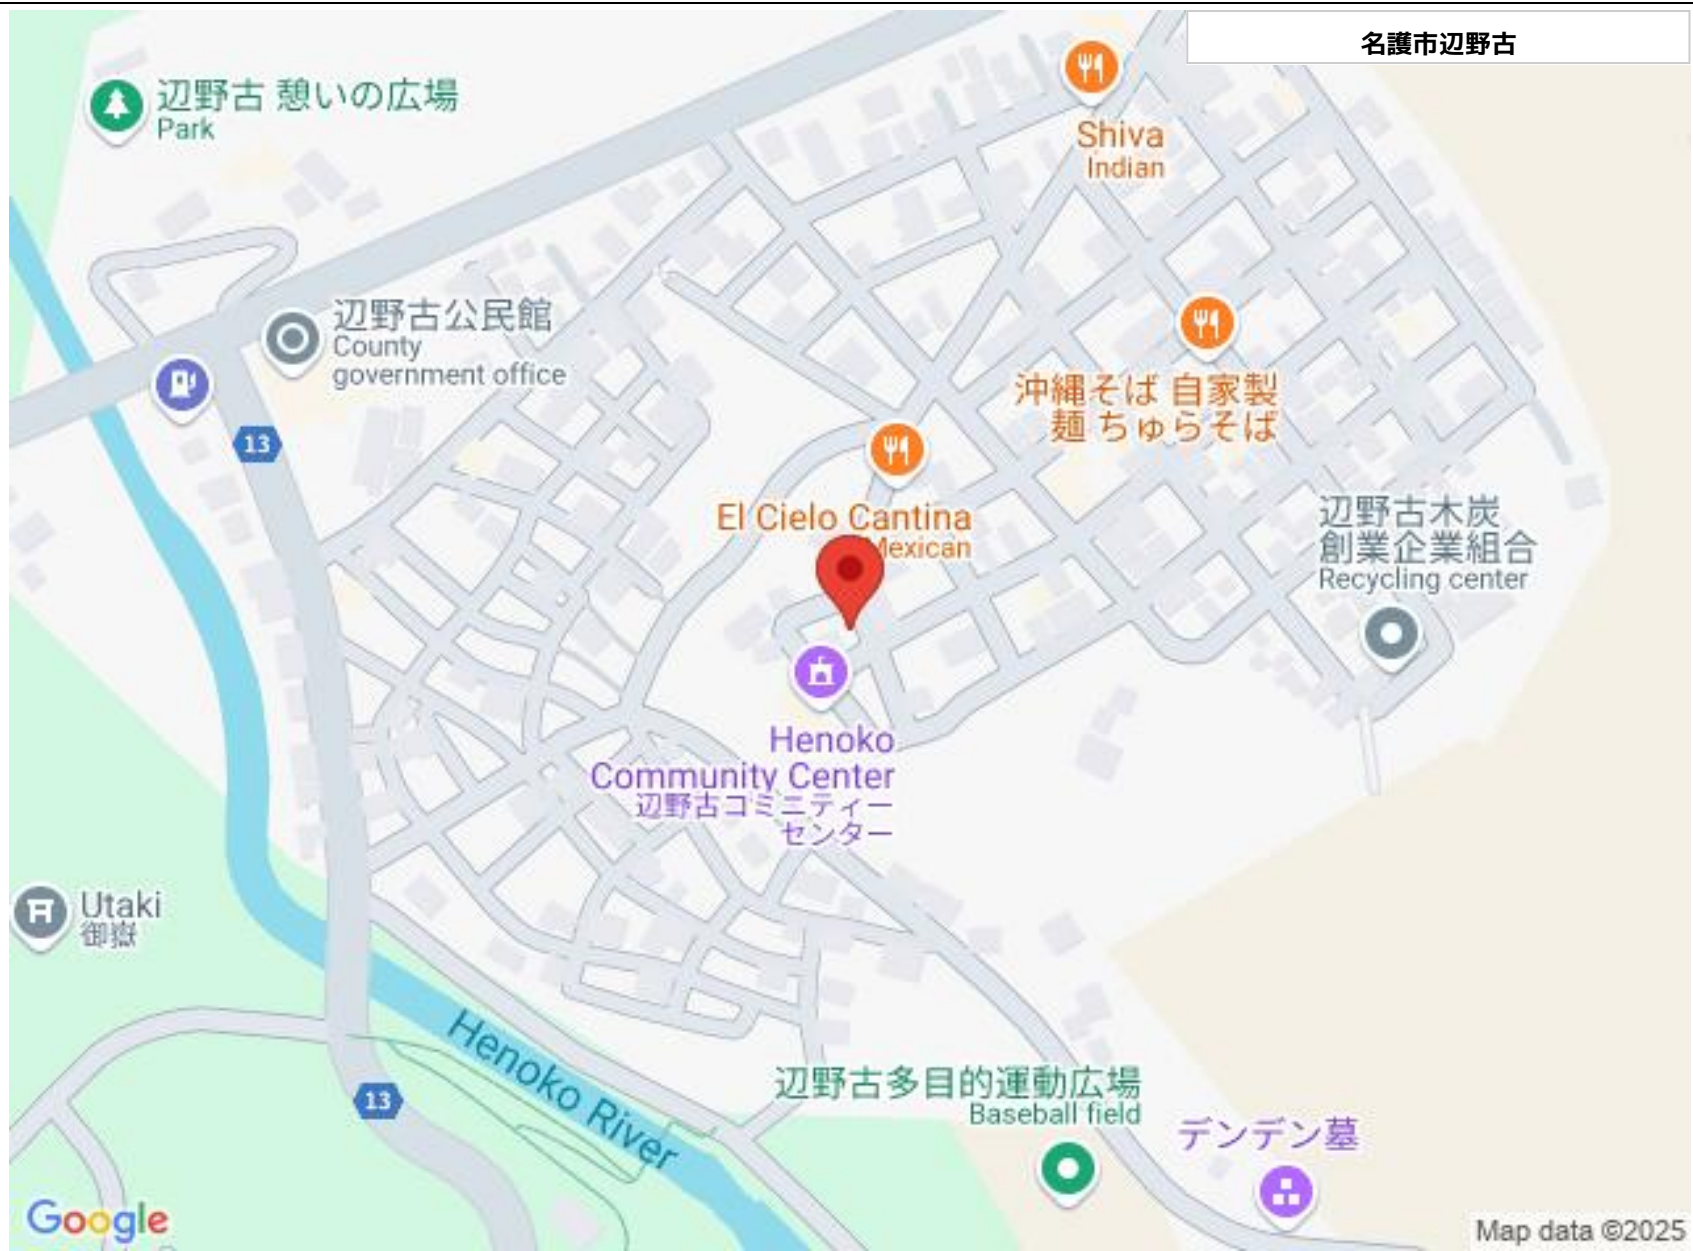 名護市辺野古
辺野古 憩いの広場
Park
Shiva
Indian
辺野古公民館
County
government office
13
沖縄そば 自家製
麺 ちゅらそば
El Cielo Cantina
Mexican
辺野古木炭
創業企業組合
Recycling center
Henoko
Community Center
辺野古コミニティー
センター
Utaki
御嶽
Henoko River
13
辺野古多目的運動広場
Baseball field
デンデン墓
Google
Map data ©2025